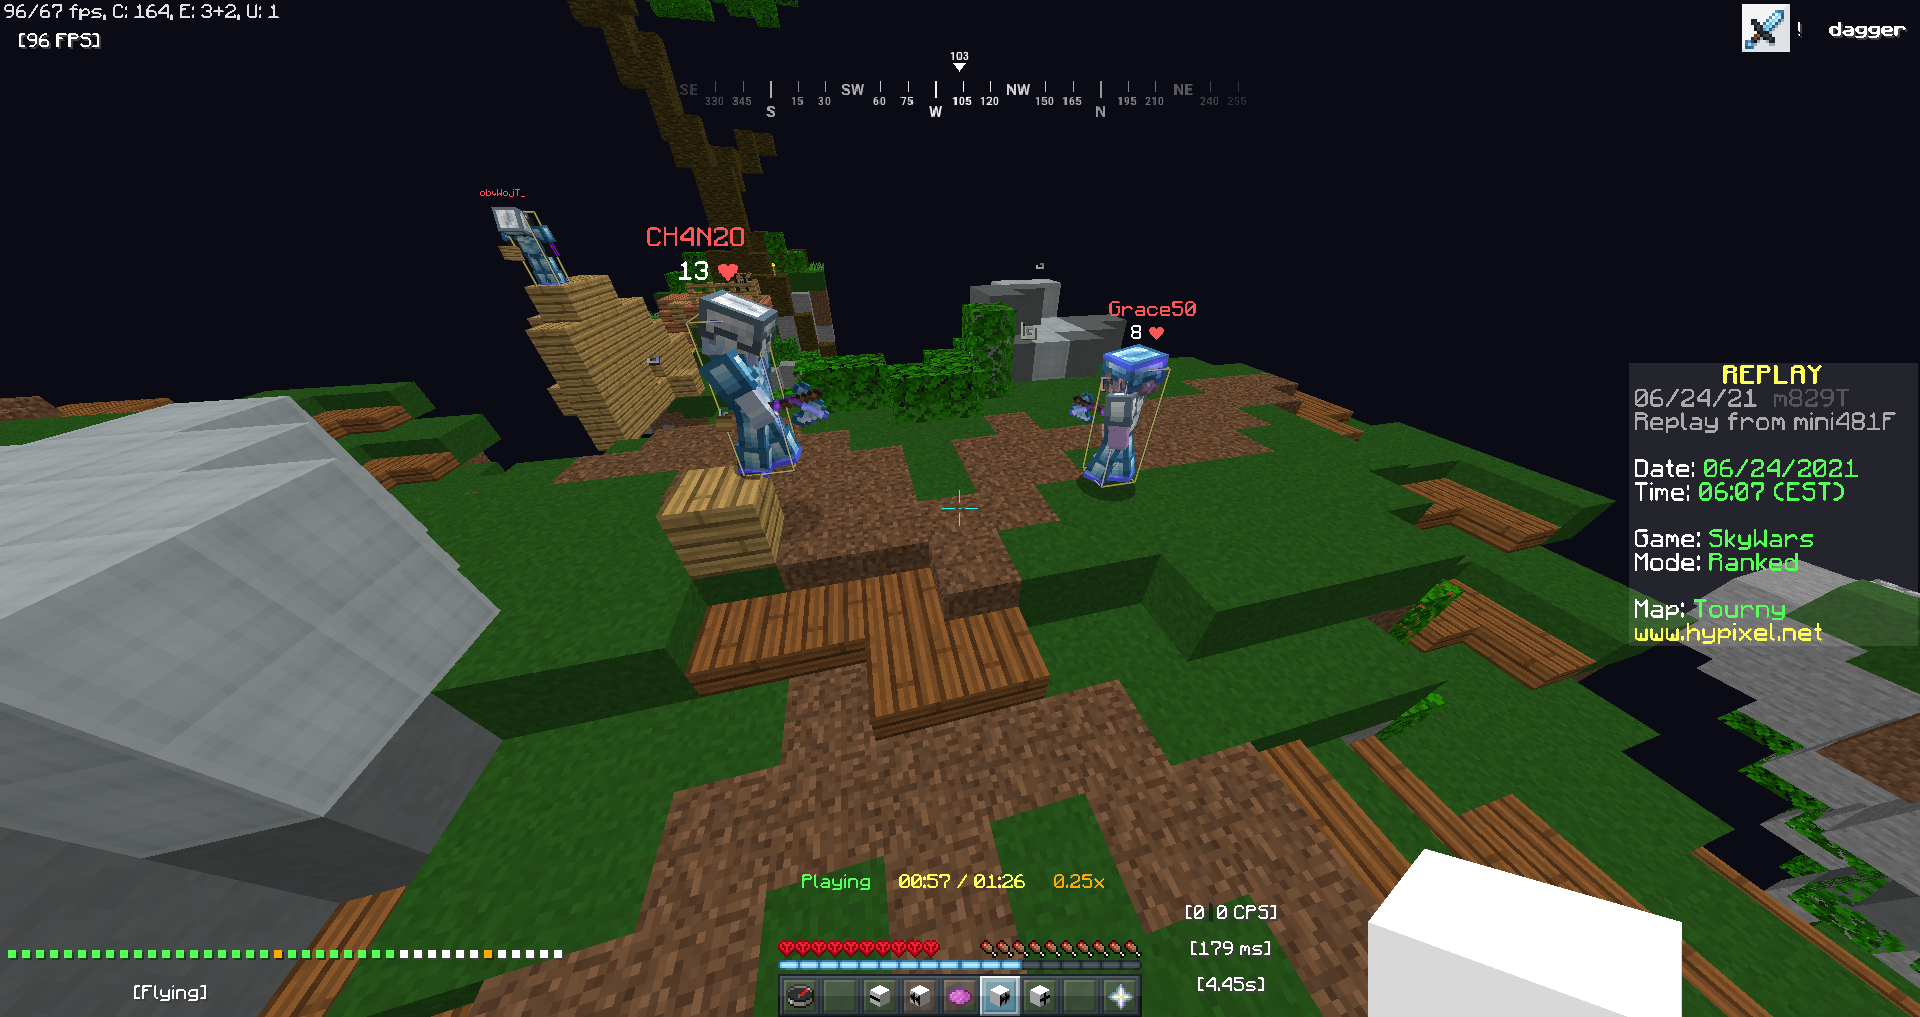 96/67 fps, C: 164, E: 3+2, U: 1
[96 FPS]
! dagger
103
SE 330 345 S 15 30 SW 60 75 W 105 120 NW 150 165 N 195 210 NE 240 255
obvWojT_
CH4N2O
13 ❤
Grace50
8 ❤
REPLAY
06/24/21 m829T
Replay from mini481F
Date: 06/24/2021
Time: 06:07 (EST)
Game: SkyWars
Mode: Ranked
Map: Tourny
www.hypixel.net
Playing 00:57 / 01:26 0.25x
[0 0 CPS]
[179 ms]
[4.45s]
[Flying]